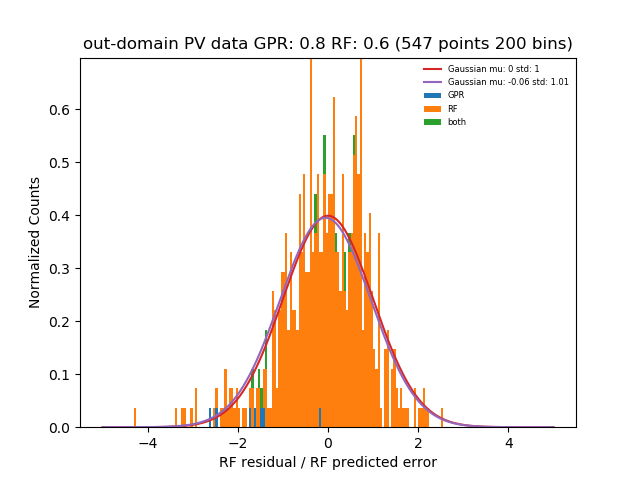 out-domain PV data GPR: 0.8 RF: 0.6 (547 points 200 bins)
Gaussian mu: 0 std: 1
Gaussian mu: -0.06 std: 1.01
GPR
RF
both
Normalized Counts
0.6
0.5
0.4
0.3
0.2
0.1
0.0
−4
−2
0
2
4
RF residual / RF predicted error